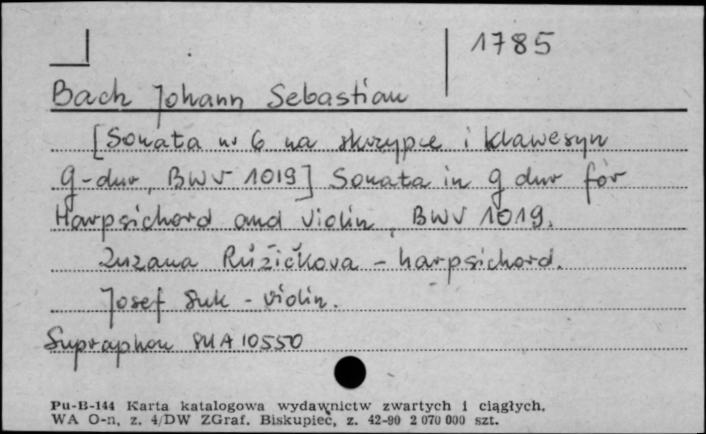 1785
Bach Johann Sebastian
[Sonata nr 6 na skrzypce i klawesyn
g-dur, BWV 1019] Sonata in g dur for
Harpsichord and Violin, BWV 1019.
Zuzana Růžičkova - harpsichord.
Josef Suk - violin.
Supraphon SUA 10550
Pu-B-144 Karta katalogowa wydawnictw zwartych i ciągłych.
WA O-n, z. 4/DW ZGraf. Biskupiec, z. 42-90 2 070 000 szt.